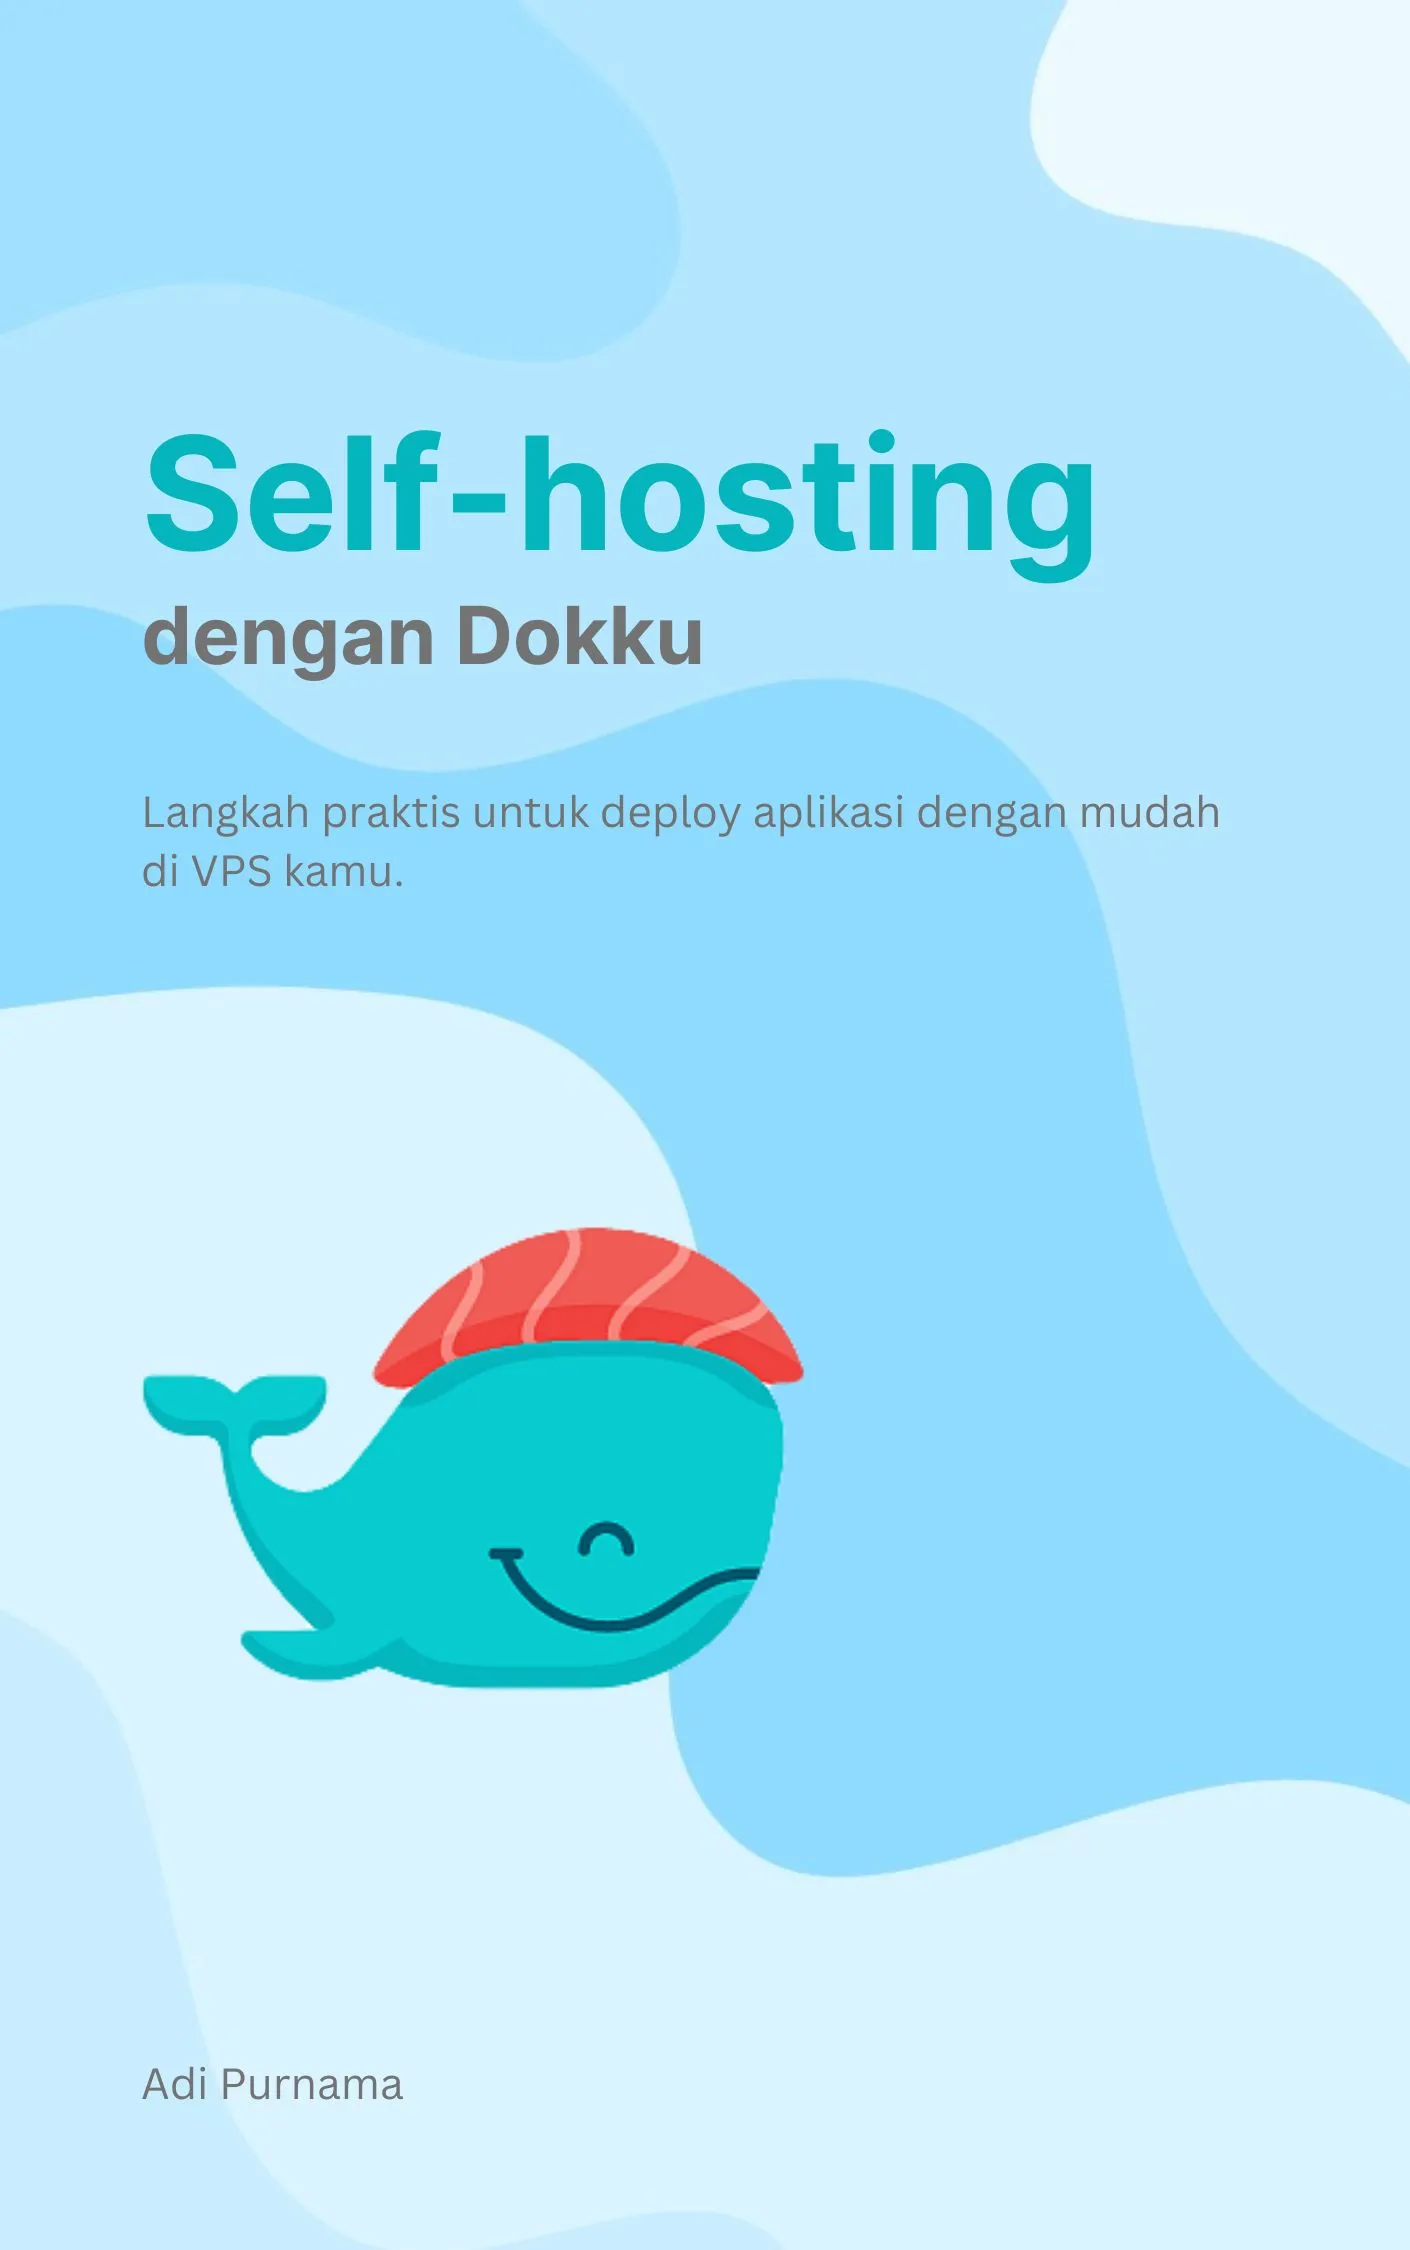 Self-hosting
dengan Dokku
Langkah praktis untuk deploy aplikasi dengan mudah
di VPS kamu.
Adi Purnama